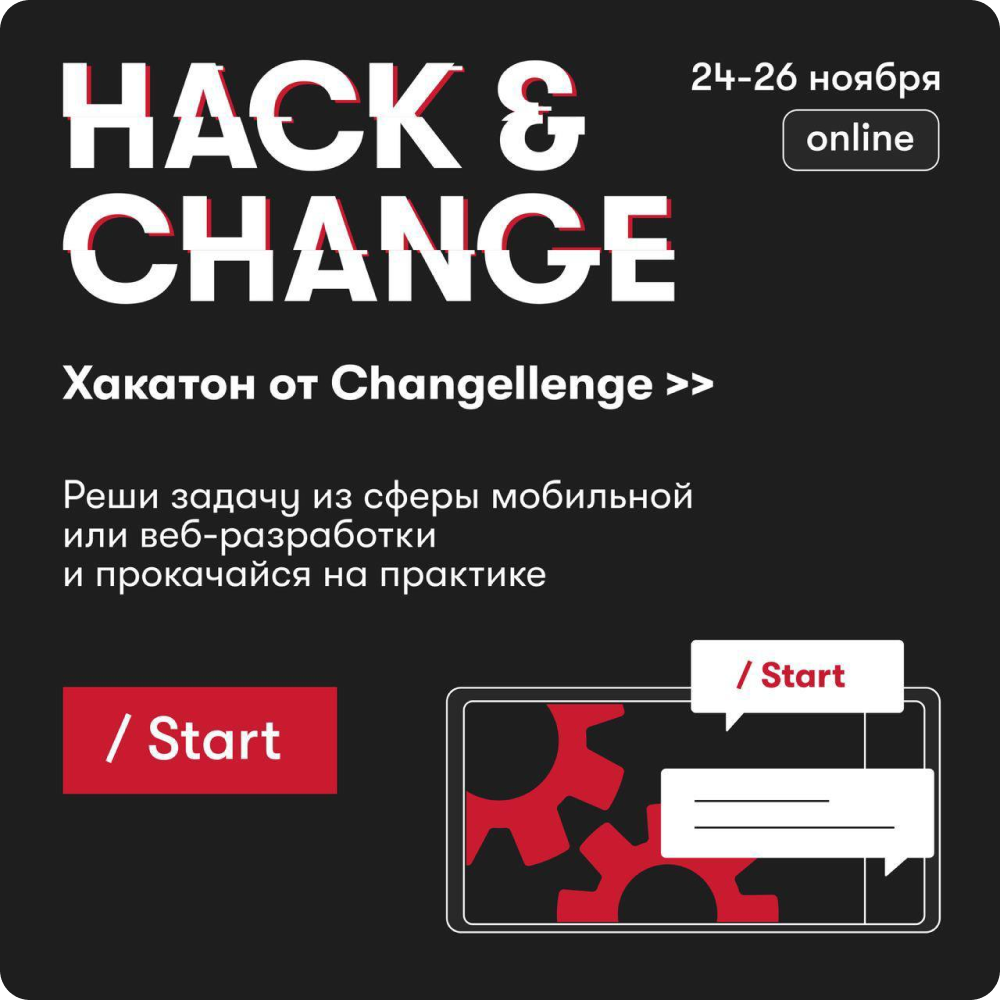 HACK &
CHANGE
24-26 ноября
online
Хакатон от Changellenge >>
Реши задачу из сферы мобильной
или веб-разработки
и прокачайся на практике
/ Start
/ Start